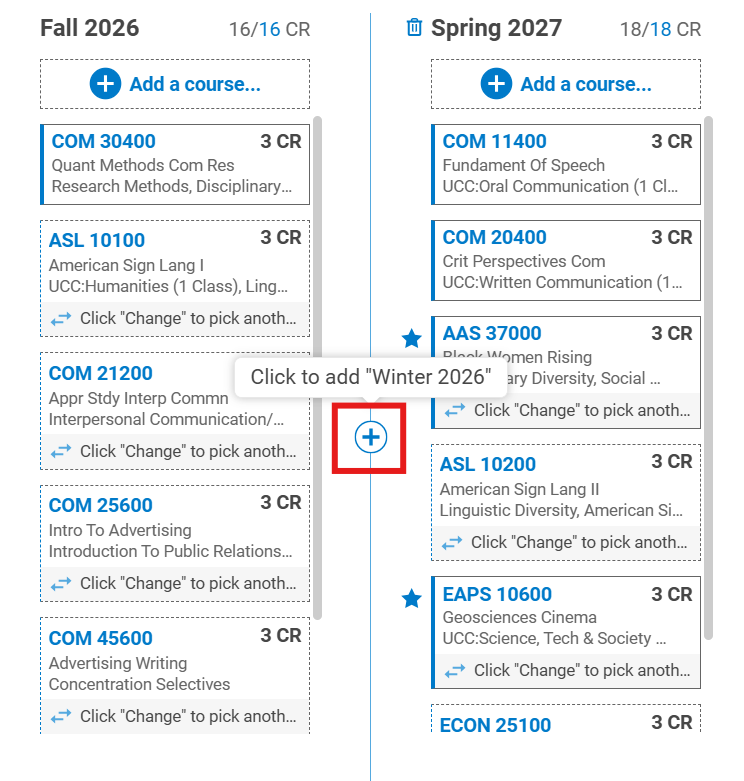 Fall 2026
16/16 CR
Add a course...
COM 30400
3 CR
Quant Methods Com Res
Research Methods, Disciplinary...
ASL 10100
3 CR
American Sign Lang I
UCC:Humanities (1 Class), Ling...
Click "Change" to pick anoth...
COM 21200
Appr Stdy Interp Commn
Interpersonal Communication/...
Click "Change" to pick anoth...
COM 25600
3 CR
Intro To Advertising
Introduction To Public Relations...
Click "Change" to pick anoth...
COM 45600
3 CR
Advertising Writing
Concentration Selectives
Click "Change" to pick anoth...
Click to add "Winter 2026"
Spring 2027
18/18 CR
Add a course...
COM 11400
3 CR
Fundament Of Speech
UCC:Oral Communication (1 Cl...
COM 20400
3 CR
Crit Perspectives Com
UCC:Written Communication (1...
AAS 37000
3 CR
Black Women Rising
Diversity, Social ...
Click "Change" to pick anoth...
ASL 10200
3 CR
American Sign Lang II
Linguistic Diversity, American Si...
Click "Change" to pick anoth...
EAPS 10600
3 CR
Geosciences Cinema
UCC:Science, Tech & Society ...
Click "Change" to pick anoth...
ECON 25100
3 CR